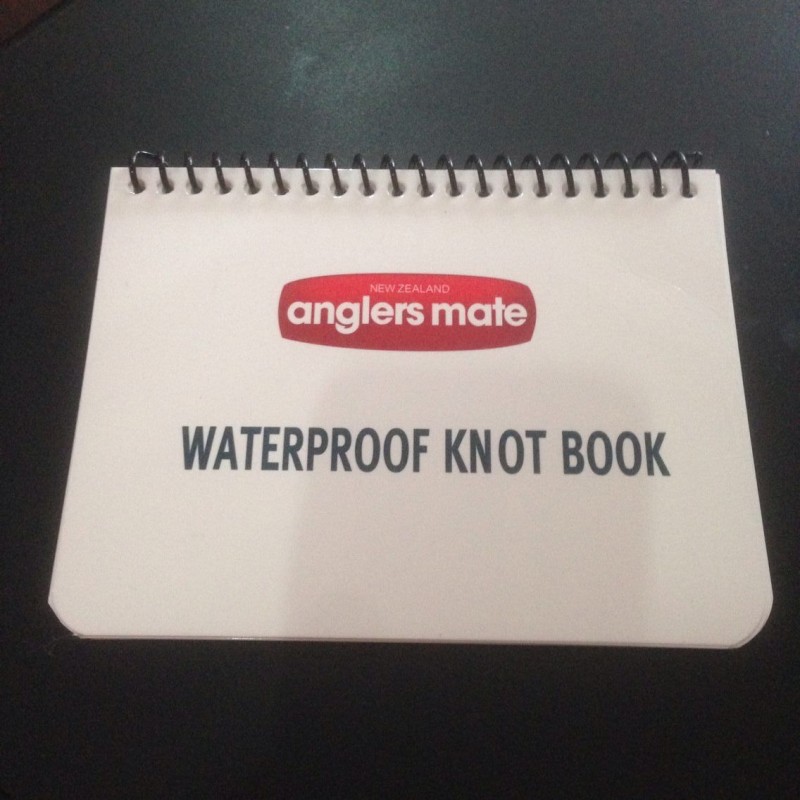 NEW ZEALAND
anglers mate
WATERPROOF KNOT BOOK